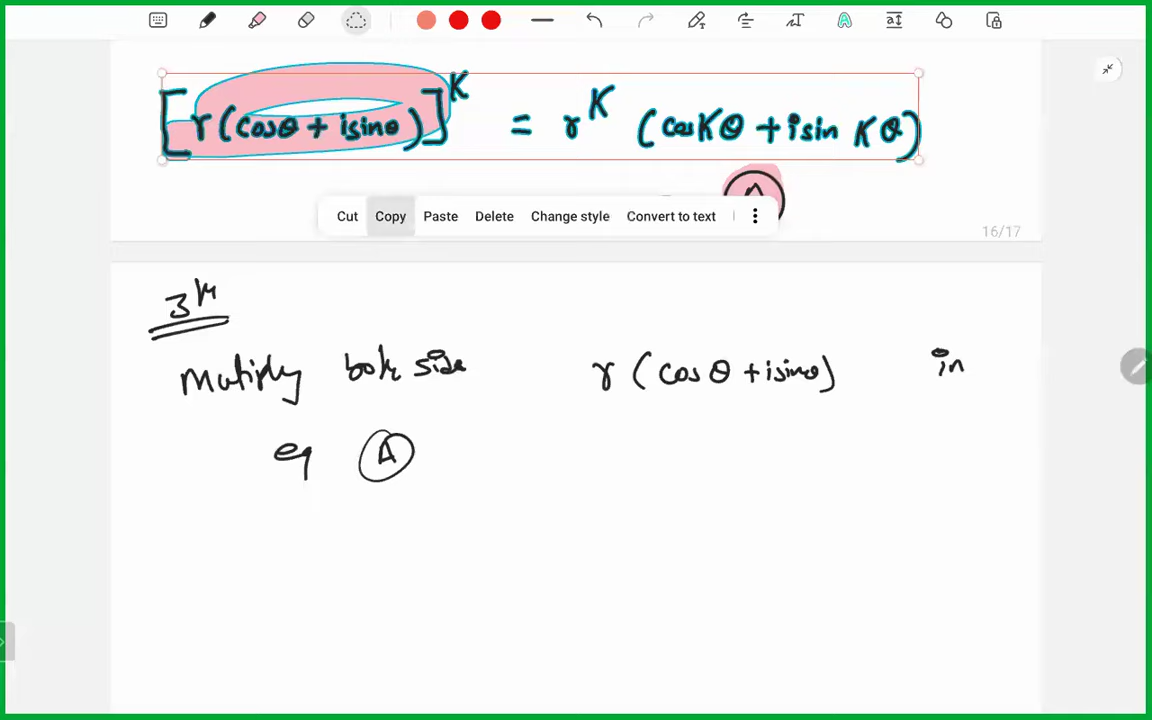 [r(cosθ + isinθ)]^K = r^K (cosKθ + isin Kθ)
A
Cut Copy Paste Delete Change style Convert to text
16/17
3rd
Mutiply both side r (cosθ + isinθ) in
eq A